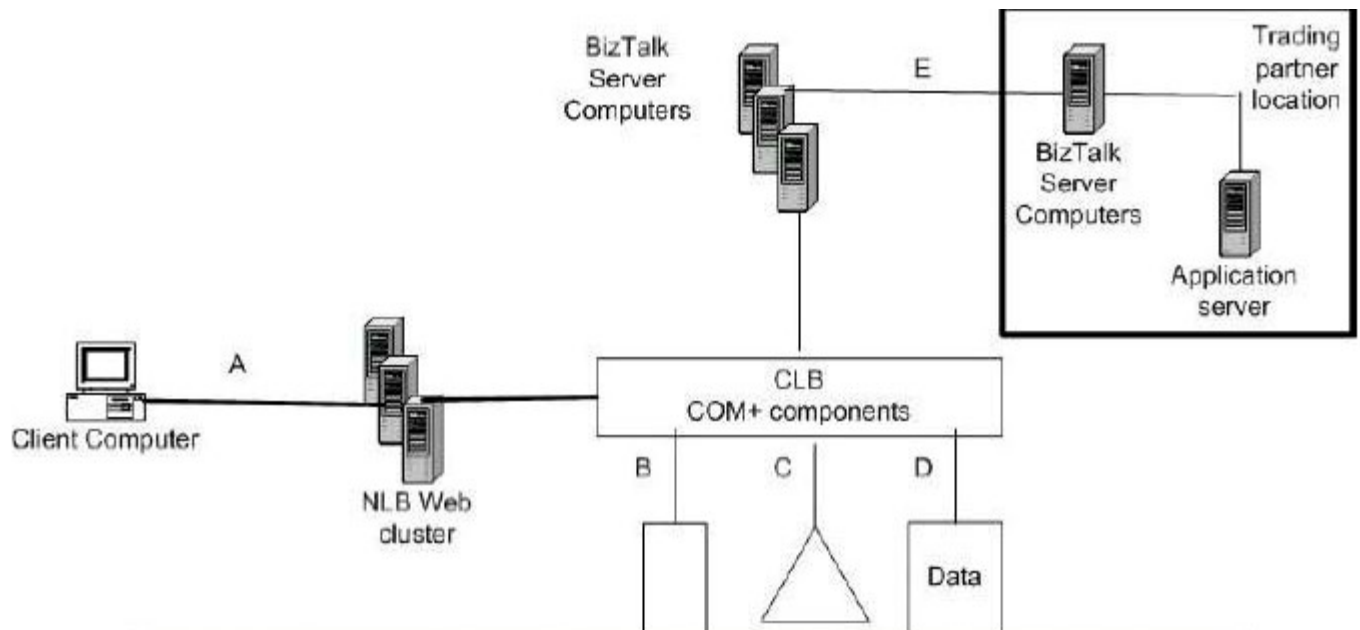 BizTalk
Server
Computers
E
Trading
partner
location
BizTalk
Server
Computers
Application
server
A
Client Computer
NLB Web
cluster
CLB
COM+ components
B
C
D
Data